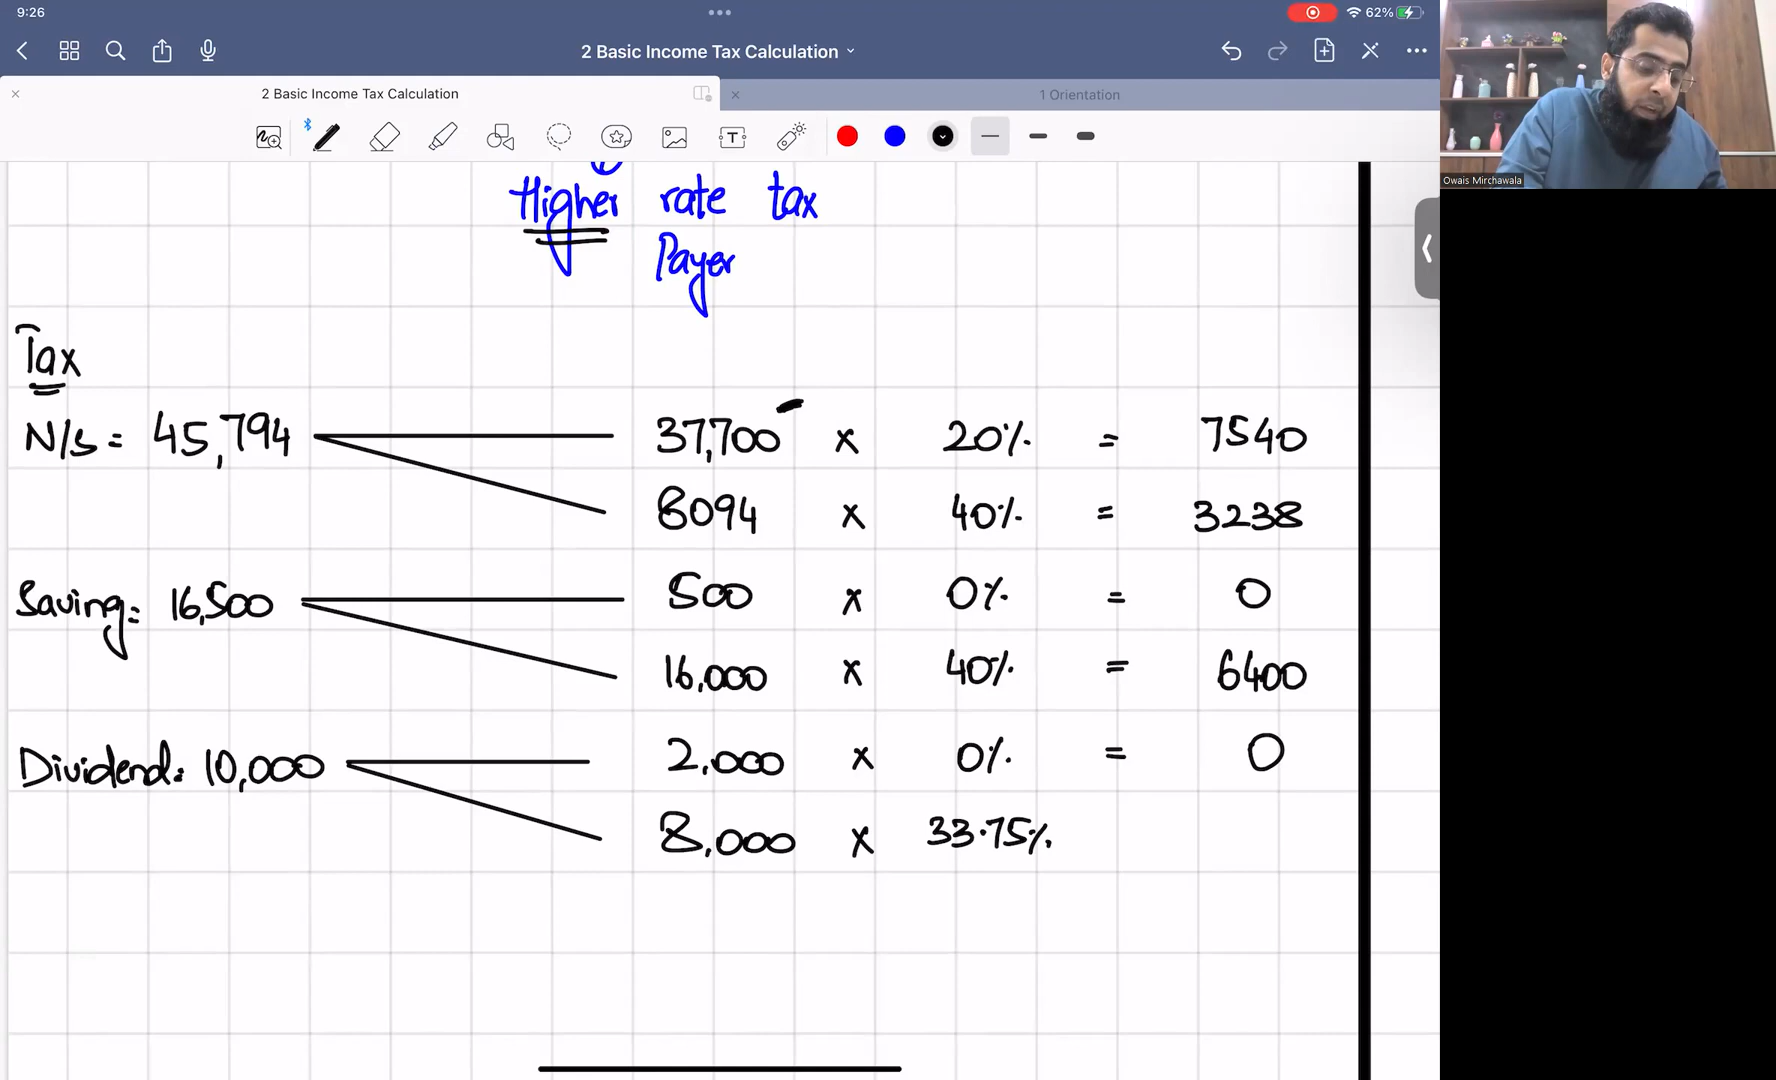 9:26
62%
2 Basic Income Tax Calculation
2 Basic Income Tax Calculation
1 Orientation
T
Owais Mirchawala
Higher rate tax
Payer
Tax
N/s = 45,794 37,700 x 20% = 7540
8094 x 40% = 3238
Saving: 16,500 500 x 0% = 0
16,000 x 40% = 6400
Dividend: 10,000 2,000 x 0% = 0
8,000 x 33.75%